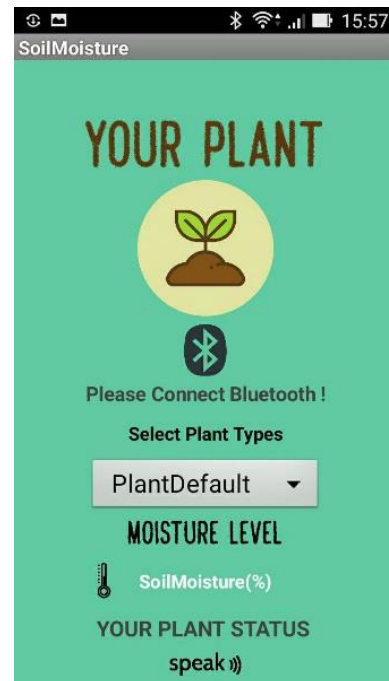 15:57
SoilMoisture
YOUR PLANT
Please Connect Bluetooth !
Select Plant Types
PlantDefault
MOISTURE LEVEL
SoilMoisture(%)
YOUR PLANT STATUS
speak